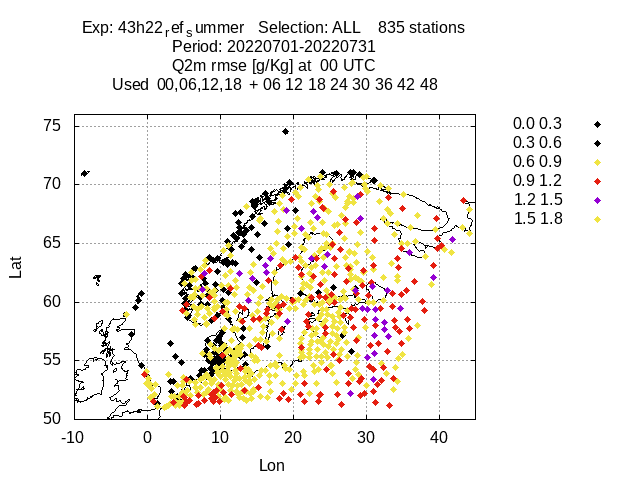 Exp: 43h22refsummer Selection: ALL 835 stations
Period: 20220701-20220731
Q2m rmse [g/Kg] at 00 UTC
Used 00,06,12,18 + 06 12 18 24 30 36 42 48
75
70
65
60
55
50
Lat
-10 0 10 20 30 40
Lon
0.0 0.3
0.3 0.6
0.6 0.9
0.9 1.2
1.2 1.5
1.5 1.8